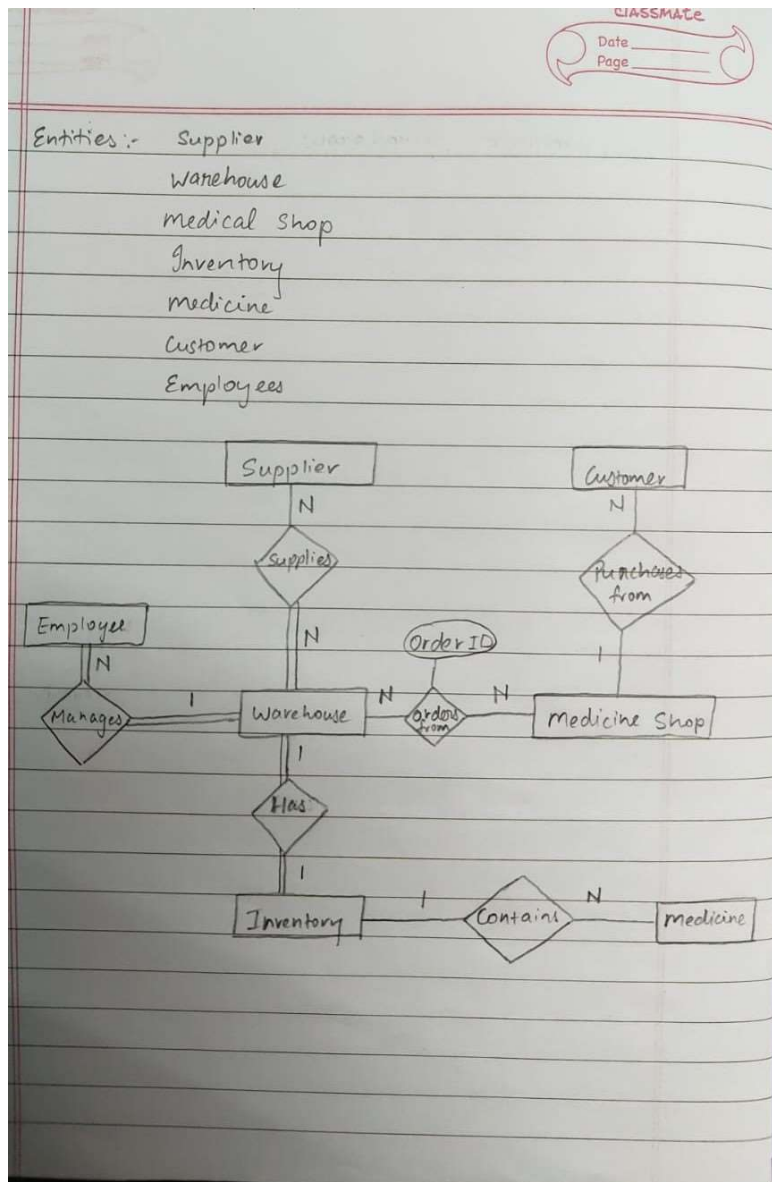 classmate
Date
Page
Entities :- Supplier
Warehouse
medical shop
Inventory
medicine
Customer
Employees
Supplier
Customer
N
N
Supplies
Purchases
from
Employee
N
N
Order ID
1
Manages
1
Warehouse
N
orders
from
N
Medicine Shop
1
Has
1
Inventory
1
Contains
N
medicine